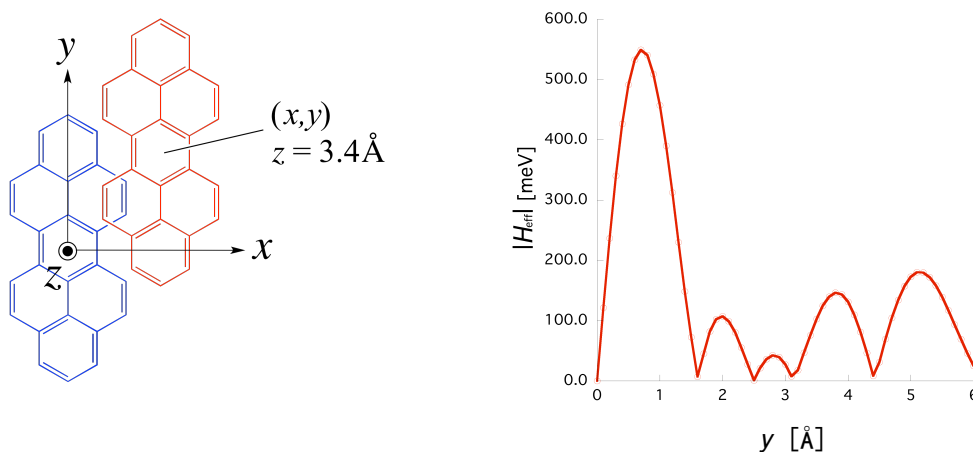 y
(x,y)
z = 3.4Å
x
z
600.0
500.0
400.0
300.0
200.0
100.0
0.0
|Heff| [meV]
0 1 2 3 4 5 6
y [Å]